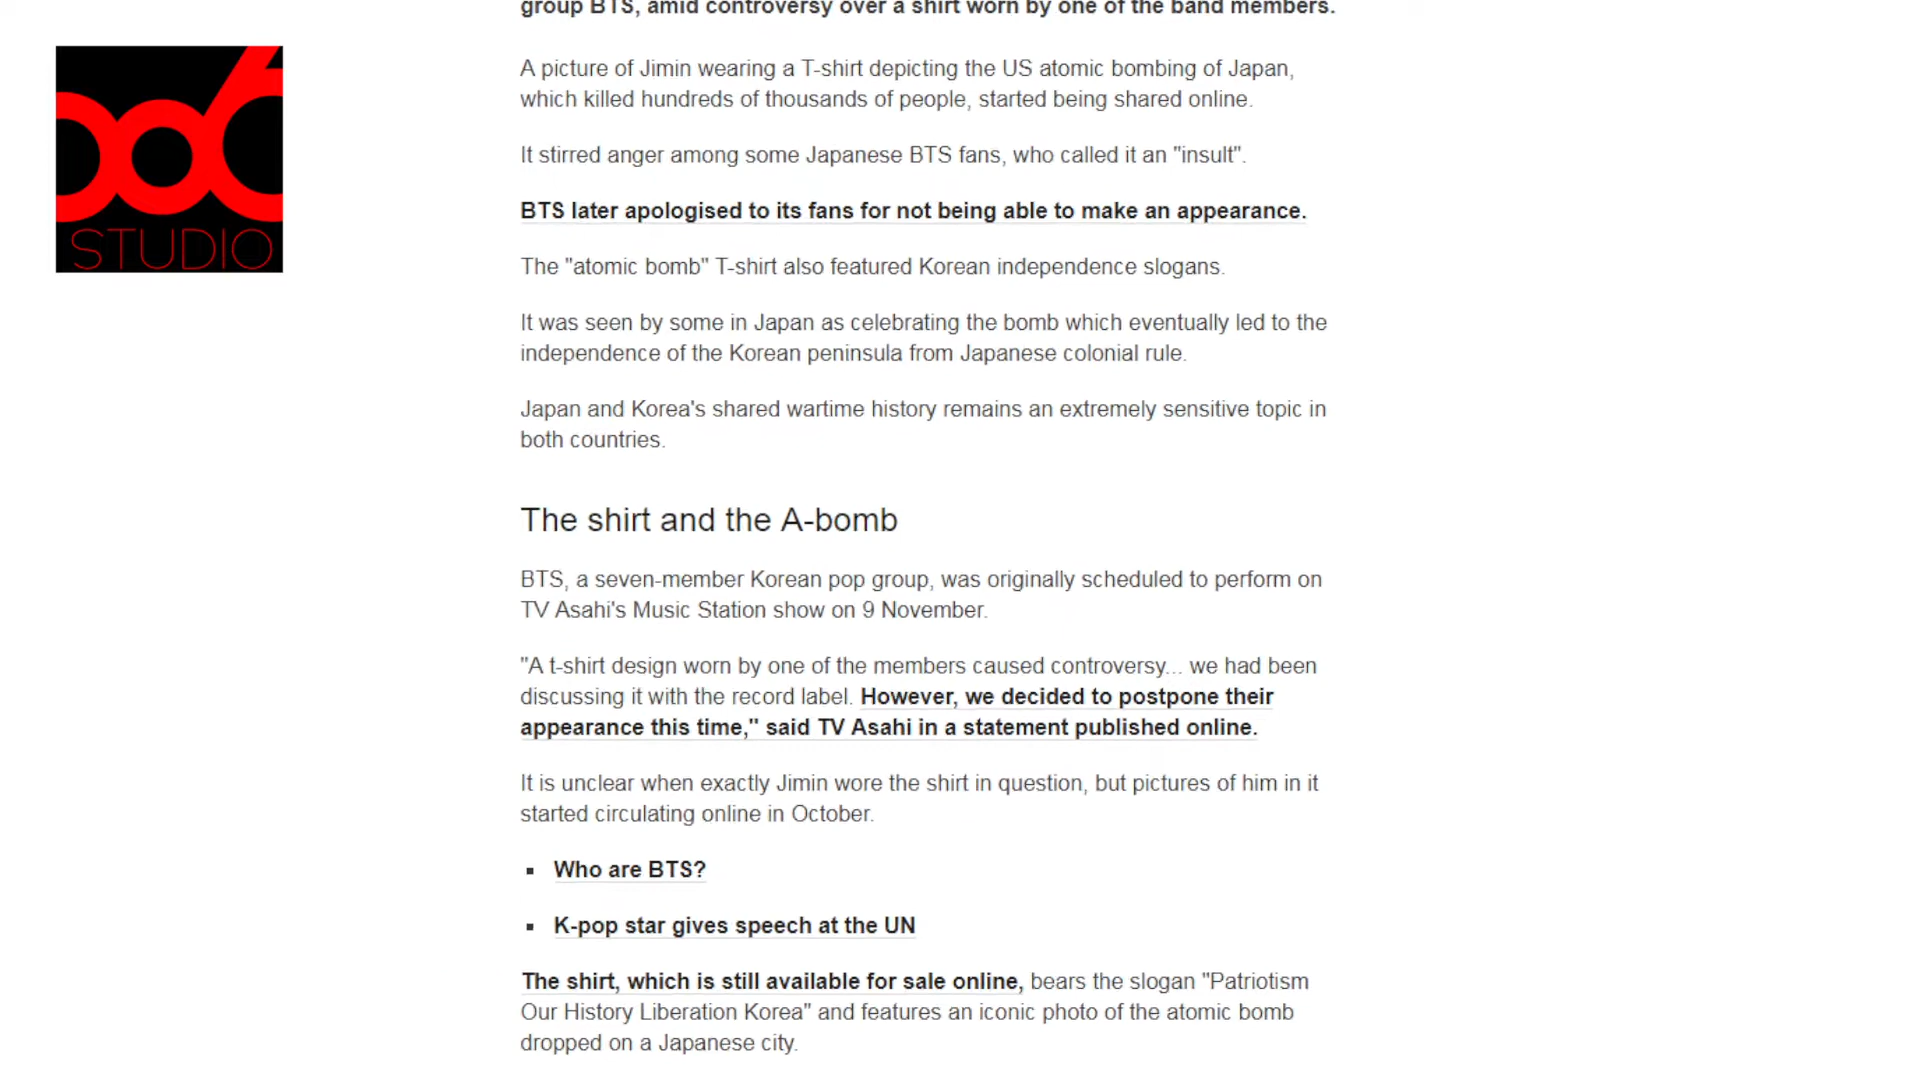 group BTS, amid controversy over a shirt worn by one of the band members.
STUDIO
A picture of Jimin wearing a T-shirt depicting the US atomic bombing of Japan,
which killed hundreds of thousands of people, started being shared online.
It stirred anger among some Japanese BTS fans, who called it an "insult".
BTS later apologised to its fans for not being able to make an appearance.
The "atomic bomb" T-shirt also featured Korean independence slogans.
It was seen by some in Japan as celebrating the bomb which eventually led to the
independence of the Korean peninsula from Japanese colonial rule.
Japan and Korea's shared wartime history remains an extremely sensitive topic in
both countries.
The shirt and the A-bomb
BTS, a seven-member Korean pop group, was originally scheduled to perform on
TV Asahi's Music Station show on 9 November.
"A t-shirt design worn by one of the members caused controversy... we had been
discussing it with the record label. However, we decided to postpone their
appearance this time," said TV Asahi in a statement published online.
It is unclear when exactly Jimin wore the shirt in question, but pictures of him in it
started circulating online in October.
▪ Who are BTS?
▪ K-pop star gives speech at the UN
The shirt, which is still available for sale online, bears the slogan "Patriotism
Our History Liberation Korea" and features an iconic photo of the atomic bomb
dropped on a Japanese city.